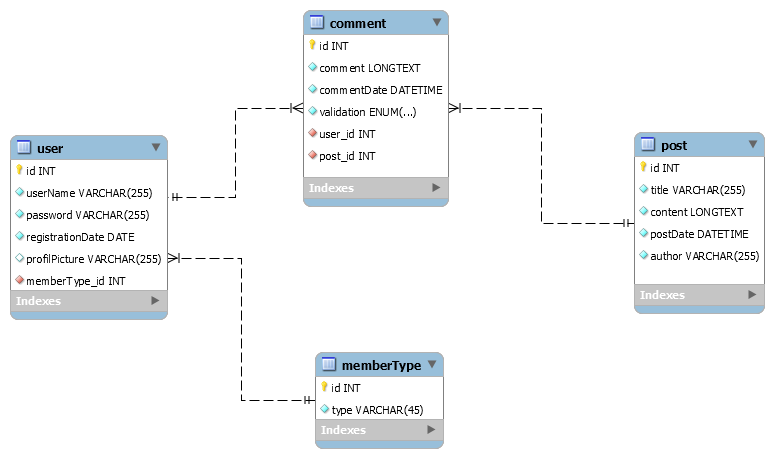 comment
id INT
comment LONGTEXT
commentDate DATETIME
validation ENUM(...)
user_id INT
post_id INT
Indexes
user
id INT
userName VARCHAR(255)
password VARCHAR(255)
registrationDate DATE
profilPicture VARCHAR(255)
memberType_id INT
Indexes
post
id INT
title VARCHAR(255)
content LONGTEXT
postDate DATETIME
author VARCHAR(255)
Indexes
memberType
id INT
type VARCHAR(45)
Indexes